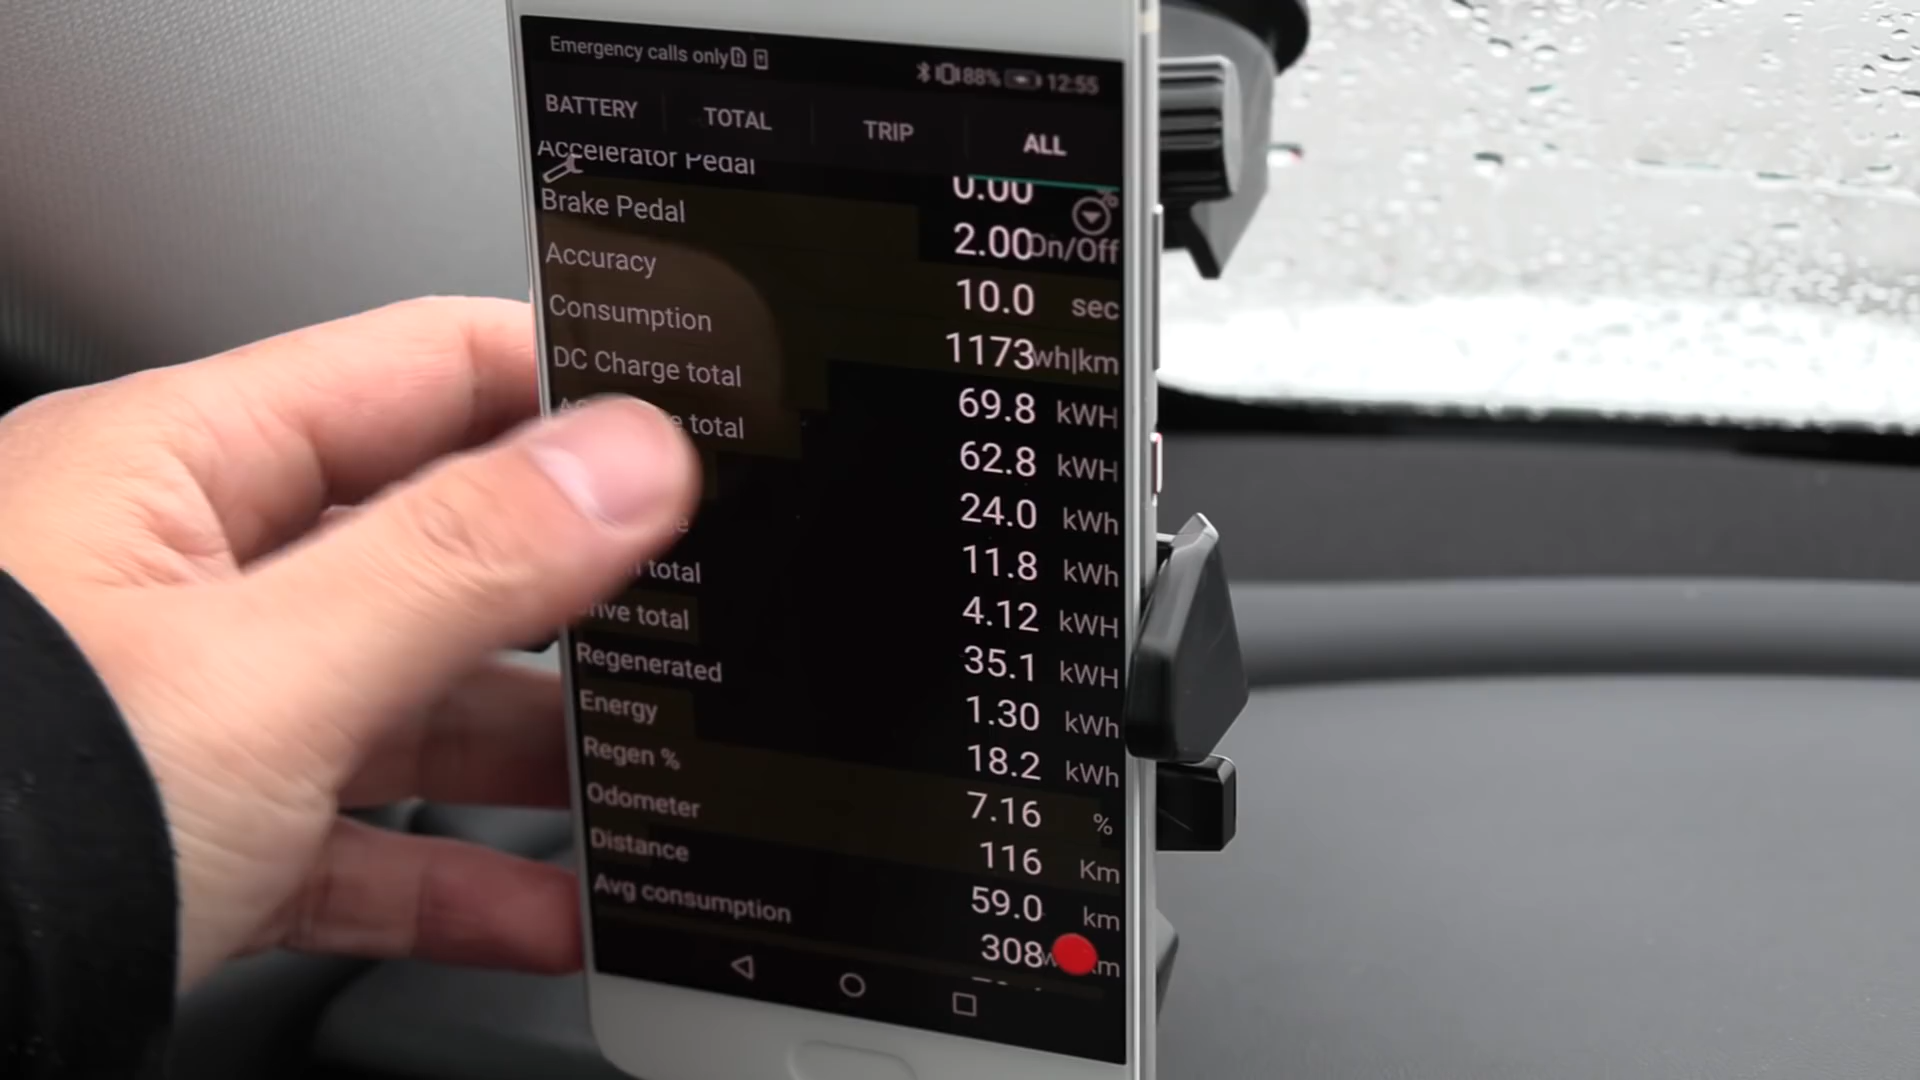 Emergency calls only 88% 12:55
BATTERY TOTAL TRIP ALL
Accelerator Pedal 0.00 %
Brake Pedal 2.00 On/Off
Accuracy 10.0 sec
Consumption 1173 wh|km
DC Charge total 69.8 kWH
total 62.8 kWH
24.0 kWh
11.8 kWh
total 4.12 kWH
total 35.1 kWH
Regenerated 1.30 kWh
Energy 18.2 kWh
Regen % 7.16 %
Odometer 116 Km
Distance 59.0 km
Avg consumption 308